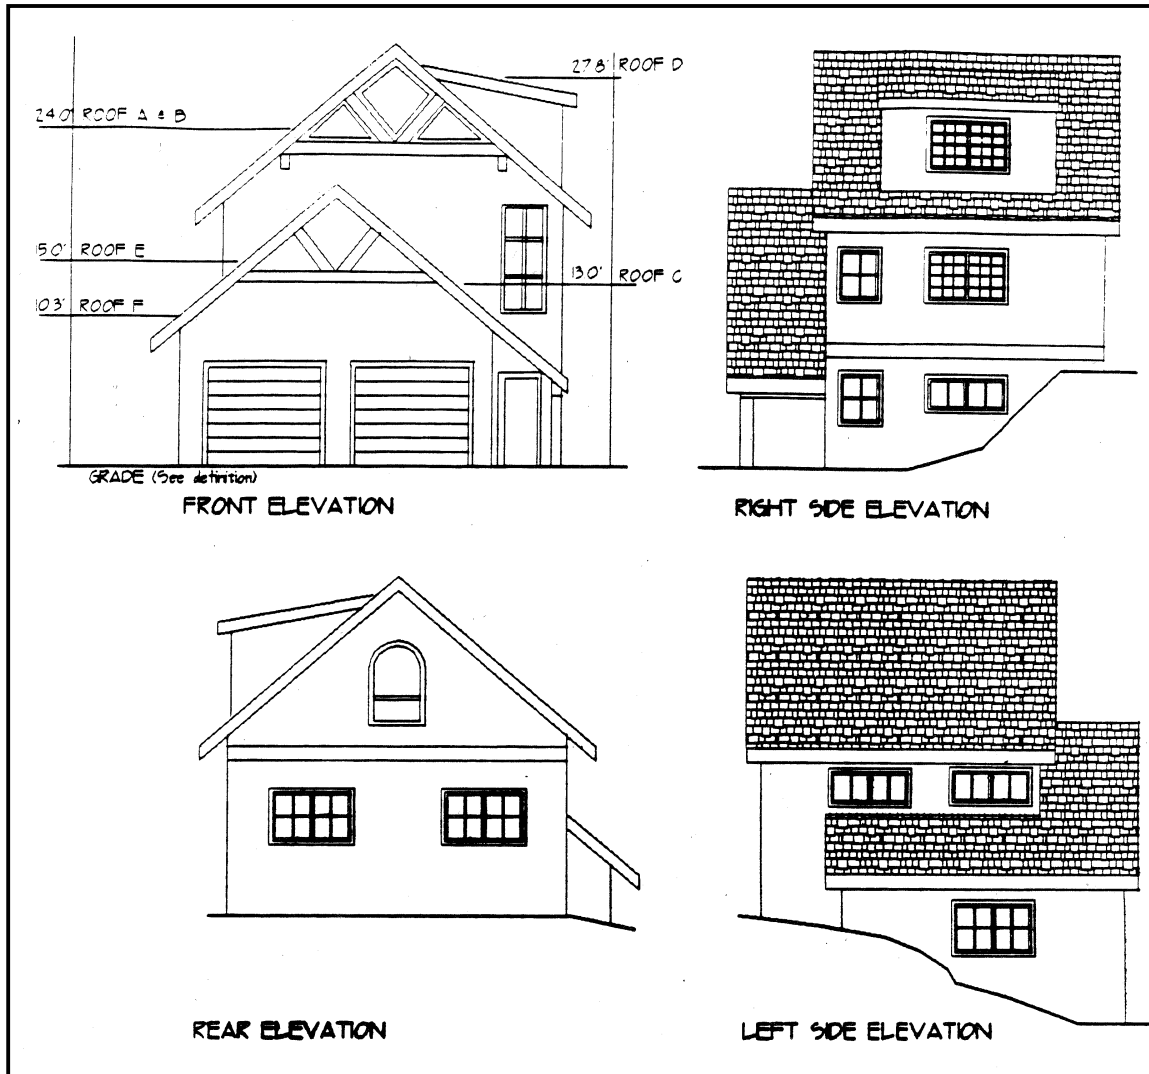 27.8' ROOF D
24.0' ROOF A & B
15.0' ROOF E
13.0' ROOF C
10.3' ROOF F
GRADE (See definition)
FRONT ELEVATION
RIGHT SIDE ELEVATION
REAR ELEVATION
LEFT SIDE ELEVATION